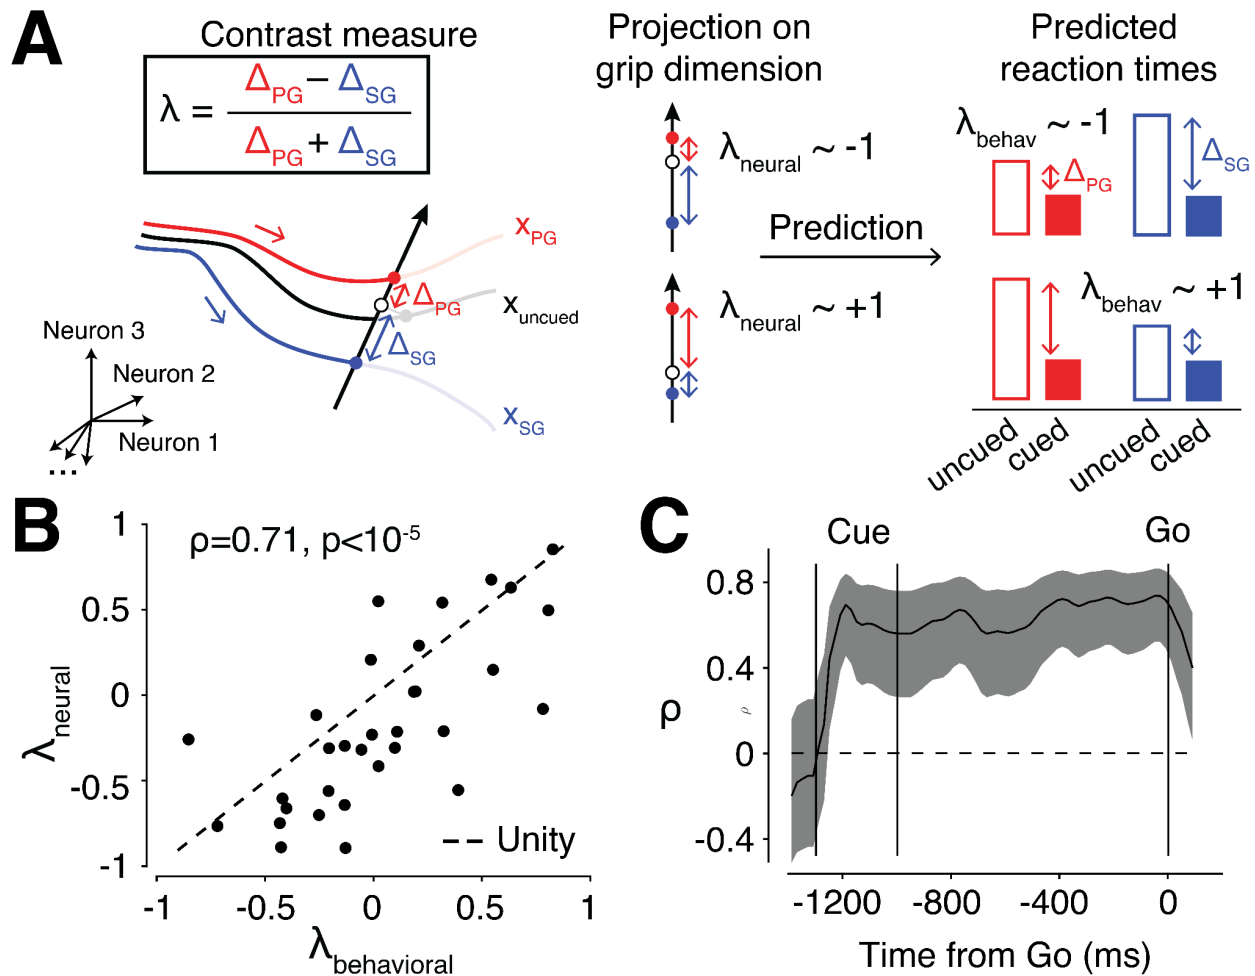 A
Contrast measure
λ = (Δ_PG − Δ_SG) / (Δ_PG + Δ_SG)
x_PG
Δ_PG
x_uncued
Δ_SG
x_SG
Neuron 3
Neuron 2
Neuron 1
...
Projection on
grip dimension
λ_neural ~ -1
λ_neural ~ +1
Prediction
Predicted
reaction times
λ_behav ~ -1
Δ_PG
Δ_SG
λ_behav ~ +1
uncued
cued
uncued
cued
B
ρ=0.71, p<10^-5
1
0.5
0
-0.5
-1
λ_neural
Unity
-1
-0.5
0
0.5
1
λ_behavioral
C
Cue
Go
0.8
0.4
0
-0.4
ρ
ρ
-1200
-800
-400
0
Time from Go (ms)